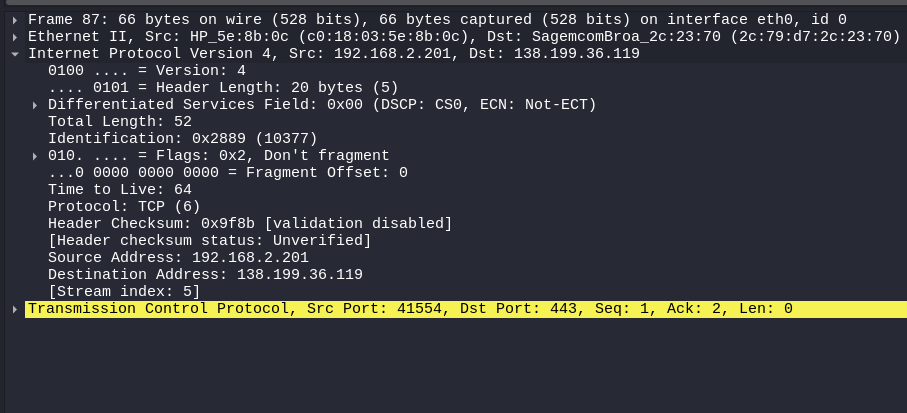 Frame 87: 66 bytes on wire (528 bits), 66 bytes captured (528 bits) on interface eth0, id 0
Ethernet II, Src: HP_5e:8b:0c (c0:18:03:5e:8b:0c), Dst: SagemcomBroa_2c:23:70 (2c:79:d7:2c:23:70)
Internet Protocol Version 4, Src: 192.168.2.201, Dst: 138.199.36.119
0100 .... = Version: 4
.... 0101 = Header Length: 20 bytes (5)
Differentiated Services Field: 0x00 (DSCP: CS0, ECN: Not-ECT)
Total Length: 52
Identification: 0x2889 (10377)
010. .... = Flags: 0x2, Don't fragment
...0 0000 0000 0000 = Fragment Offset: 0
Time to Live: 64
Protocol: TCP (6)
Header Checksum: 0x9f8b [validation disabled]
[Header checksum status: Unverified]
Source Address: 192.168.2.201
Destination Address: 138.199.36.119
[Stream index: 5]
Transmission Control Protocol, Src Port: 41554, Dst Port: 443, Seq: 1, Ack: 2, Len: 0